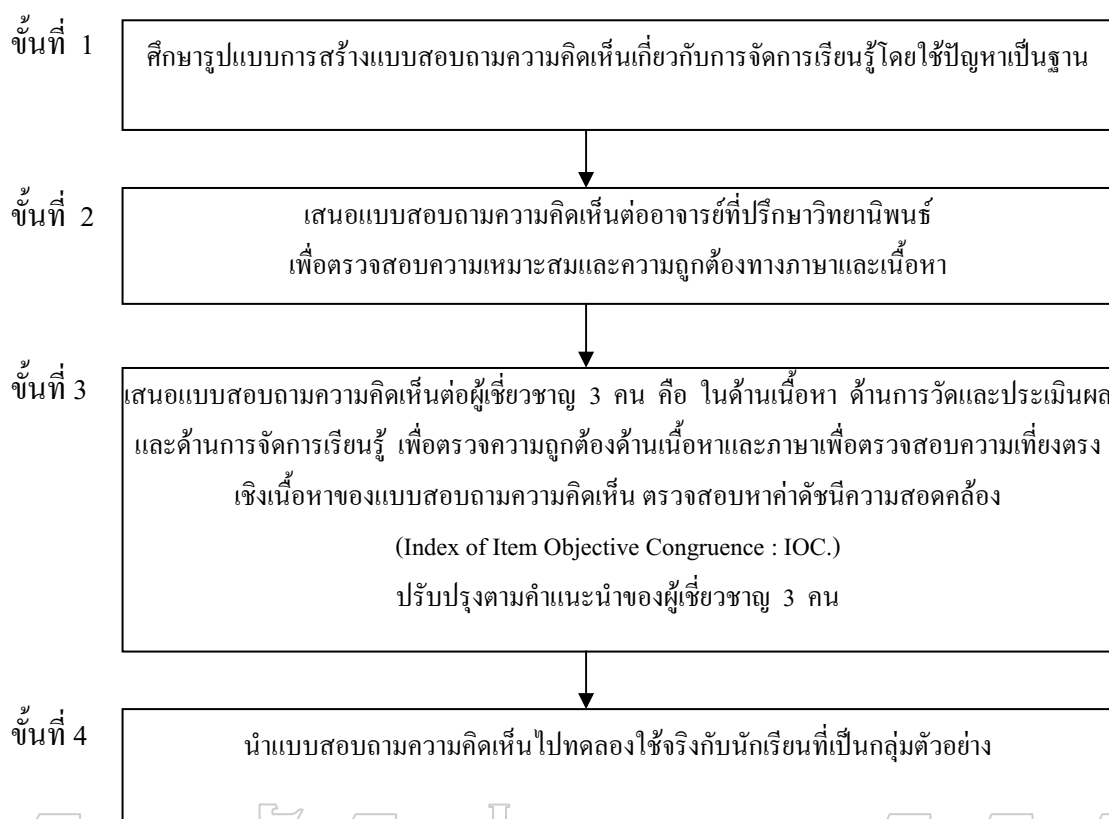 ขั้นที่ 1
ศึกษารูปแบบการสร้างแบบสอบถามความคิดเห็นเกี่ยวกับการจัดการเรียนรู้โดยใช้ปัญหาเป็นฐาน
ขั้นที่ 2
เสนอแบบสอบถามความคิดเห็นต่ออาจารย์ที่ปรึกษาวิทยานิพนธ์
เพื่อตรวจสอบความเหมาะสมและความถูกต้องทางภาษาและเนื้อหา
ขั้นที่ 3
เสนอแบบสอบถามความคิดเห็นต่อผู้เชี่ยวชาญ 3 คน คือ ในด้านเนื้อหา ด้านการวัดและประเมินผล
และด้านการจัดการเรียนรู้ เพื่อตรวจความถูกต้องด้านเนื้อหาและภาษาเพื่อตรวจสอบความเที่ยงตรง
เชิงเนื้อหาของแบบสอบถามความคิดเห็น ตรวจสอบหาค่าดัชนีความสอดคล้อง
(Index of Item Objective Congruence : IOC.)
ปรับปรุงตามคำแนะนำของผู้เชี่ยวชาญ 3 คน
ขั้นที่ 4
นำแบบสอบถามความคิดเห็นไปทดลองใช้จริงกับนักเรียนที่เป็นกลุ่มตัวอย่าง